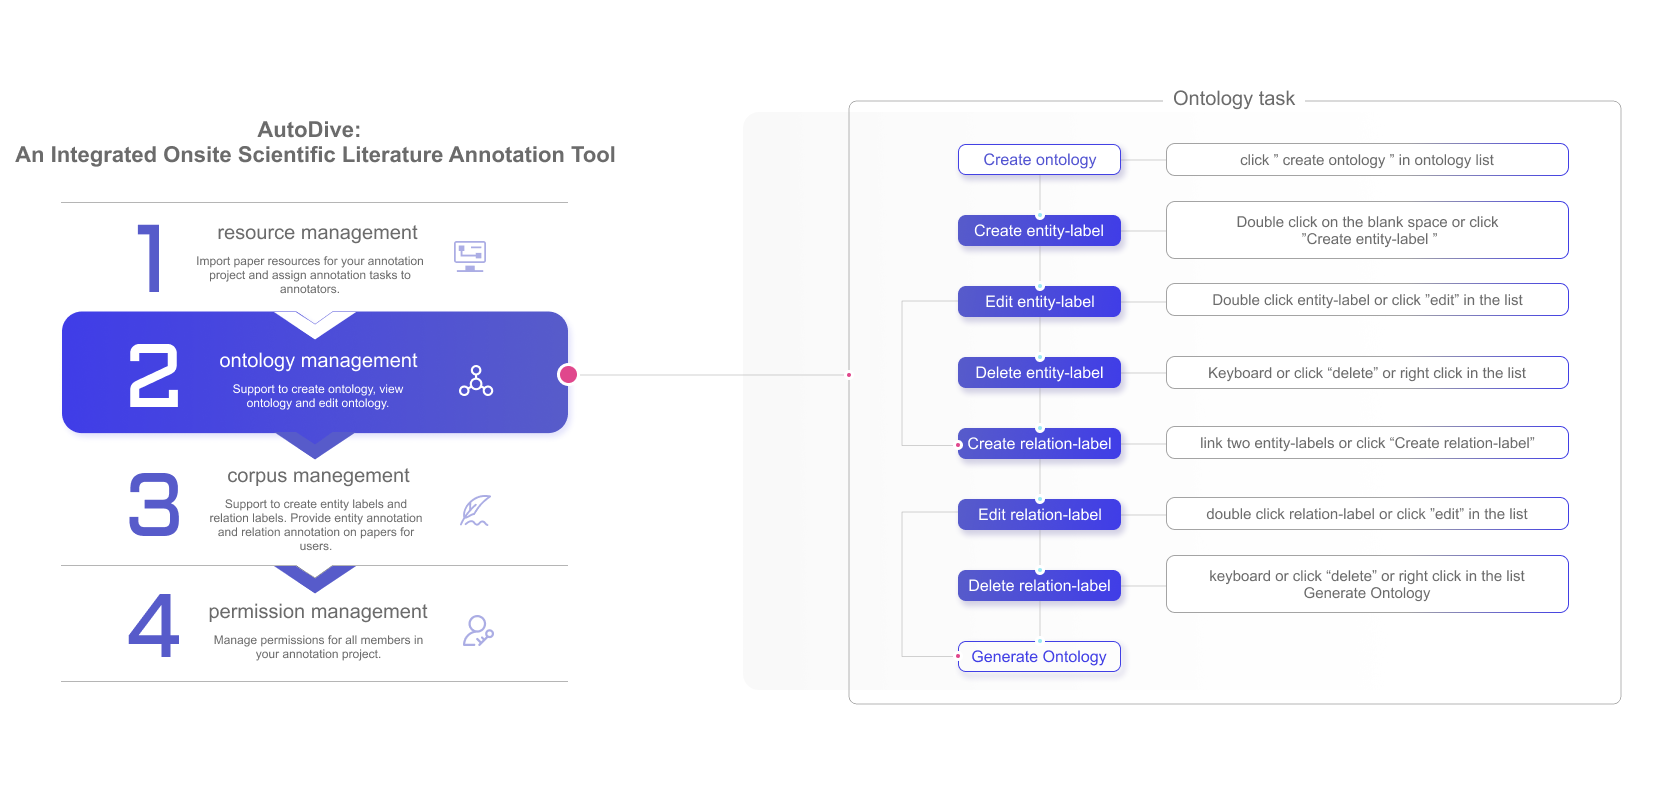 AutoDive:
An Integrated Onsite Scientific Literature Annotation Tool
1
resource management
Import paper resources for your annotation
project and assign annotation tasks to
annotators.
2
ontology management
Support to create ontology, view
ontology and edit ontology.
3
corpus manegement
Support to create entity labels and
relation labels. Provide entity annotation
and relation annotation on papers for
users.
4
permission management
Manage permissions for all members in
your annotation project.
Ontology task
Create ontology
click ” create ontology ” in ontology list
Create entity-label
Double click on the blank space or click
”Create entity-label ”
Edit entity-label
Double click entity-label or click ”edit” in the list
Delete entity-label
Keyboard or click “delete” or right click in the list
Create relation-label
link two entity-labels or click “Create relation-label”
Edit relation-label
double click relation-label or click ”edit” in the list
Delete relation-label
keyboard or click “delete” or right click in the list
Generate Ontology
Generate Ontology